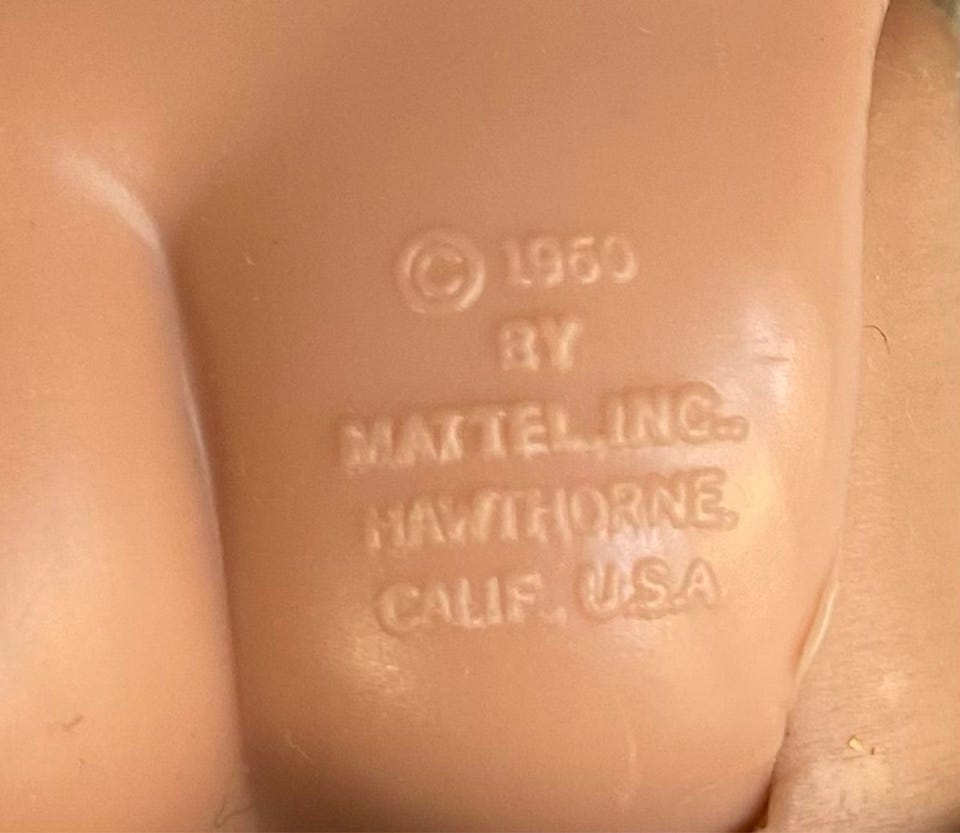 © 1960
BY
MATTEL, INC.,
HAWTHORNE,
CALIF., U.S.A